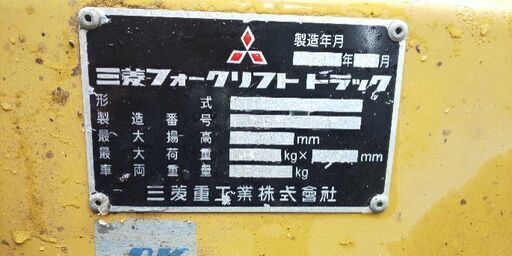 製造年月
年 月
三菱フォークリフトトラック
形式
製造番号
最大揚高 mm
最大荷重 kg× mm
車両重量 kg
三菱重工業株式會社